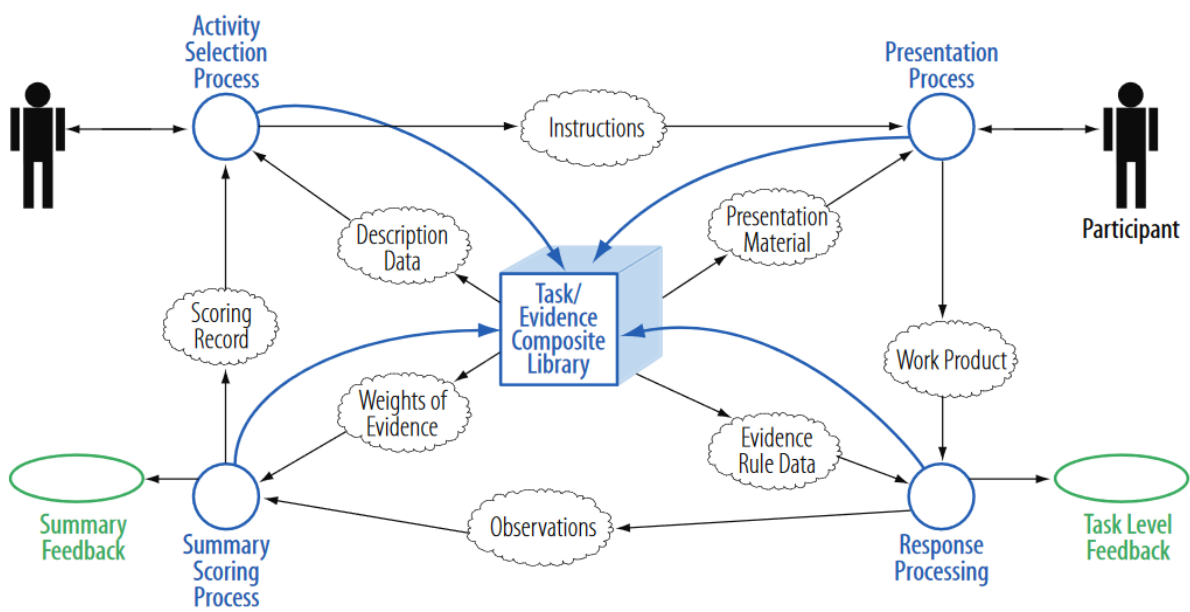 Activity
Selection
Process
Presentation
Process
Instructions
Participant
Description
Data
Presentation
Material
Task/
Evidence
Composite
Library
Scoring
Record
Work Product
Weights of
Evidence
Evidence
Rule Data
Summary
Feedback
Summary
Scoring
Process
Observations
Response
Processing
Task Level
Feedback